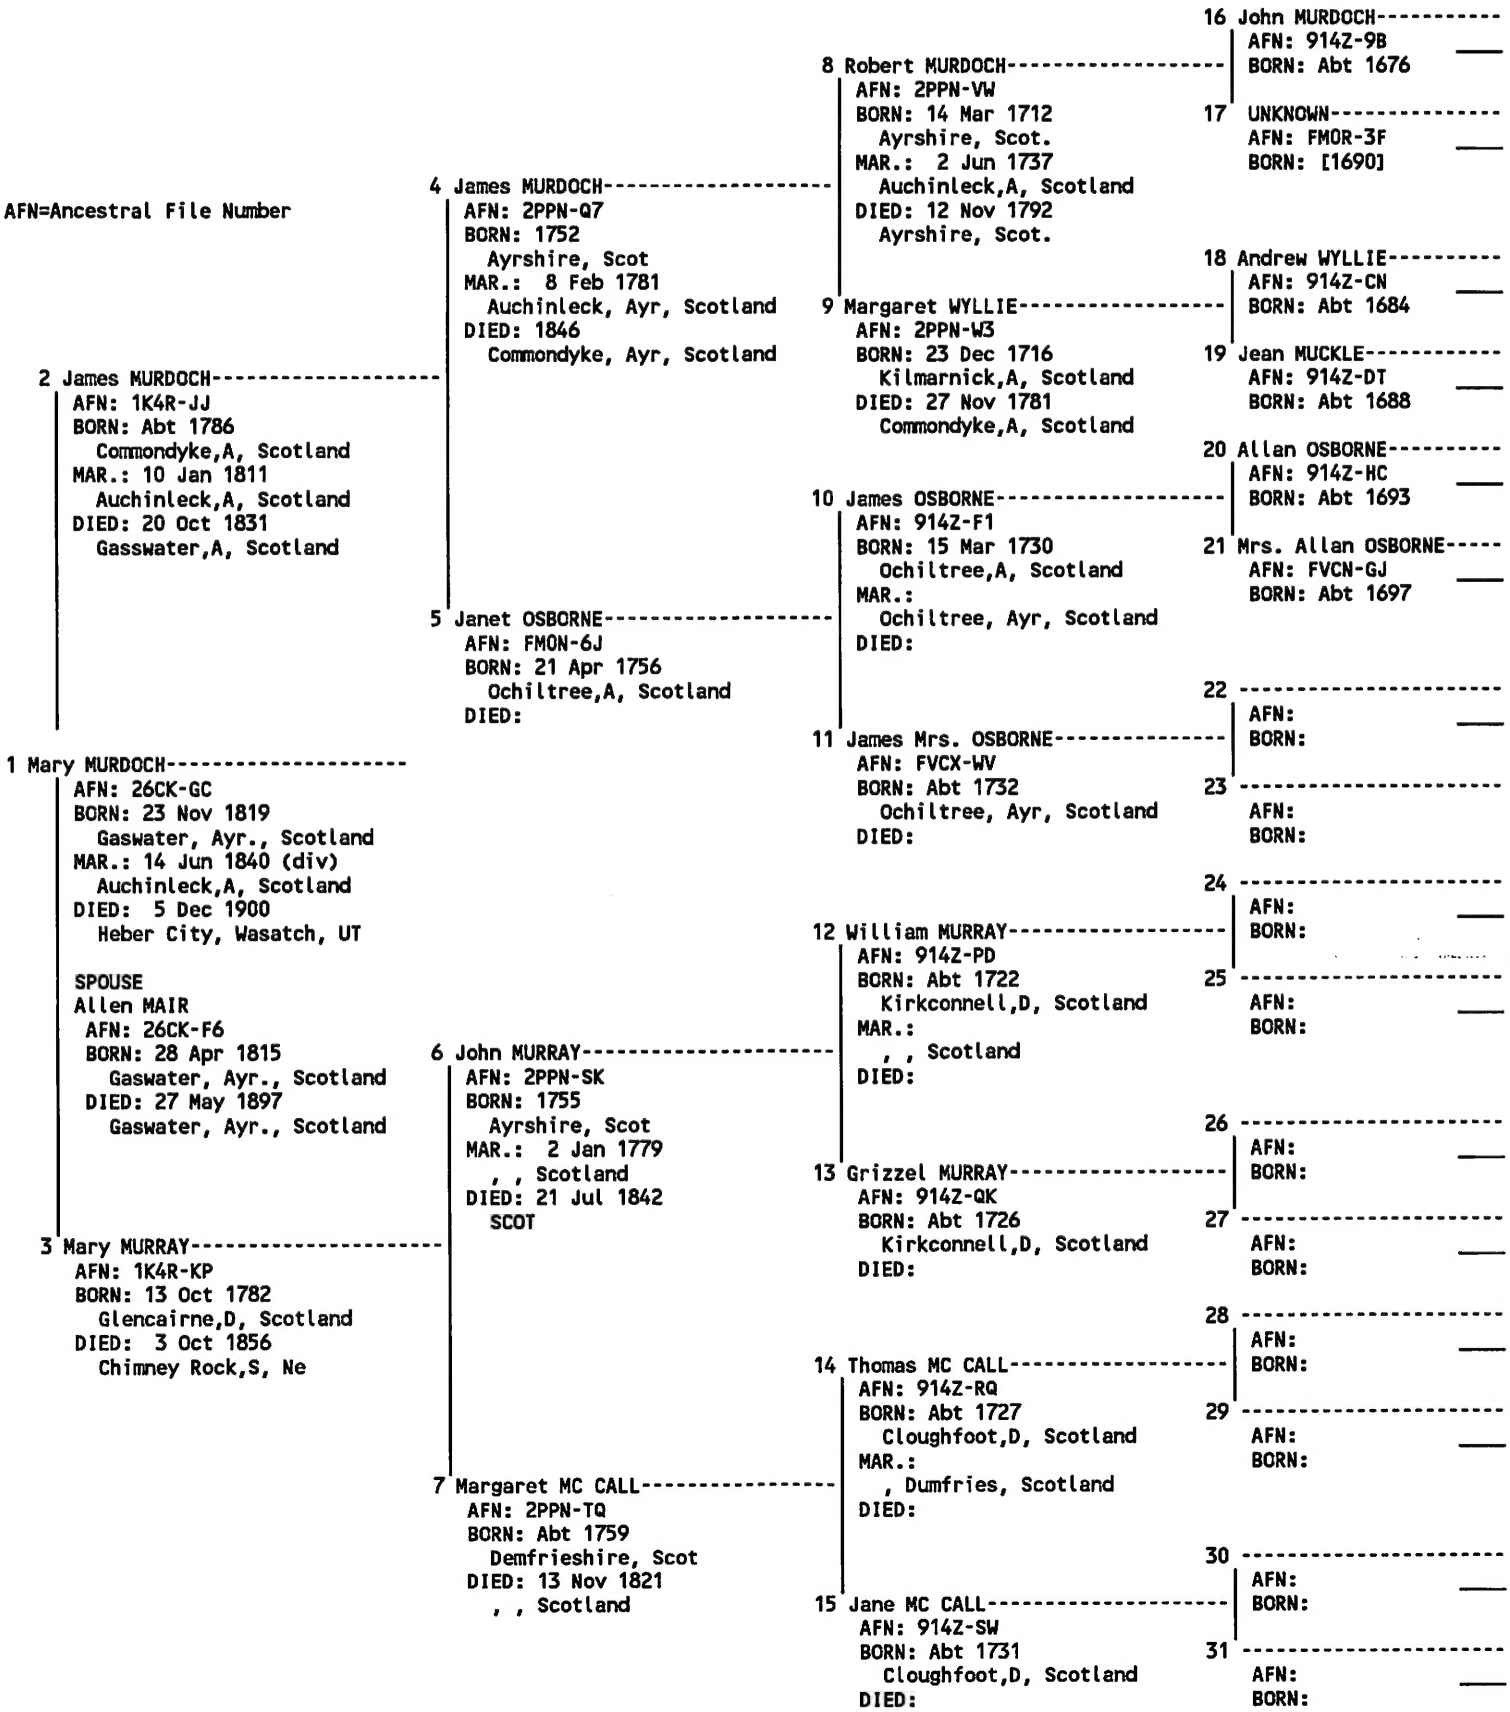 AFN=Ancestral File Number
1 Mary MURDOCH---------------------
AFN: 26CK-GC
BORN: 23 Nov 1819
Gaswater, Ayr., Scotland
MAR.: 14 Jun 1840 (div)
Auchinleck,A, Scotland
DIED:  5 Dec 1900
Heber City, Wasatch, UT
SPOUSE
Allen MAIR
AFN: 26CK-F6
BORN: 28 Apr 1815
Gaswater, Ayr., Scotland
DIED: 27 May 1897
Gaswater, Ayr., Scotland
2 James MURDOCH--------------------
AFN: 1K4R-JJ
BORN: Abt 1786
Commondyke,A, Scotland
MAR.: 10 Jan 1811
Auchinleck,A, Scotland
DIED: 20 Oct 1831
Gasswater,A, Scotland
3 Mary MURRAY----------------------
AFN: 1K4R-KP
BORN: 13 Oct 1782
Glencairne,D, Scotland
DIED:  3 Oct 1856
Chimney Rock,S, Ne
4 James MURDOCH--------------------
AFN: 2PPN-Q7
BORN: 1752
Ayrshire, Scot
MAR.:  8 Feb 1781
Auchinleck, Ayr, Scotland
DIED: 1846
Commondyke, Ayr, Scotland
5 Janet OSBORNE--------------------
AFN: FMON-6J
BORN: 21 Apr 1756
Ochiltree,A, Scotland
DIED:
6 John MURRAY----------------------
AFN: 2PPN-SK
BORN: 1755
Ayrshire, Scot
MAR.:  2 Jan 1779
, , Scotland
DIED: 21 Jul 1842
SCOT
7 Margaret MC CALL-----------------
AFN: 2PPN-TQ
BORN: Abt 1759
Demfrieshire, Scot
DIED: 13 Nov 1821
, , Scotland
8 Robert MURDOCH-------------------
AFN: 2PPN-VW
BORN: 14 Mar 1712
Ayrshire, Scot.
MAR.:  2 Jun 1737
Auchinleck,A, Scotland
DIED: 12 Nov 1792
Ayrshire, Scot.
9 Margaret WYLLIE------------------
AFN: 2PPN-W3
BORN: 23 Dec 1716
Kilmarnick,A, Scotland
DIED: 27 Nov 1781
Commondyke,A, Scotland
10 James OSBORNE--------------------
AFN: 914Z-F1
BORN: 15 Mar 1730
Ochiltree,A, Scotland
MAR.:
Ochiltree, Ayr, Scotland
DIED:
11 James Mrs. OSBORNE---------------
AFN: FVCX-WV
BORN: Abt 1732
Ochiltree, Ayr, Scotland
DIED:
12 William MURRAY-------------------
AFN: 914Z-PD
BORN: Abt 1722
Kirkconnell,D, Scotland
MAR.:
, , Scotland
DIED:
13 Grizzel MURRAY-------------------
AFN: 914Z-QK
BORN: Abt 1726
Kirkconnell,D, Scotland
DIED:
14 Thomas MC CALL-------------------
AFN: 914Z-RQ
BORN: Abt 1727
Cloughfoot,D, Scotland
MAR.:
, Dumfries, Scotland
DIED:
15 Jane MC CALL---------------------
AFN: 914Z-SW
BORN: Abt 1731
Cloughfoot,D, Scotland
DIED:
16 John MURDOCH-----------
AFN: 914Z-9B
BORN: Abt 1676
17 UNKNOWN---------------
AFN: FMOR-3F
BORN: [1690]
18 Andrew WYLLIE----------
AFN: 914Z-CN
BORN: Abt 1684
19 Jean MUCKLE------------
AFN: 914Z-DT
BORN: Abt 1688
20 Allan OSBORNE----------
AFN: 914Z-HC
BORN: Abt 1693
21 Mrs. Allan OSBORNE-----
AFN: FVCN-GJ
BORN: Abt 1697
22 -----------------------
AFN:
BORN:
23 -----------------------
AFN:
BORN:
24 -----------------------
AFN:
BORN:
25 -----------------------
AFN:
BORN:
26 -----------------------
AFN:
BORN:
27 -----------------------
AFN:
BORN:
28 -----------------------
AFN:
BORN:
29 -----------------------
AFN:
BORN:
30 -----------------------
AFN:
BORN:
31 -----------------------
AFN:
BORN: